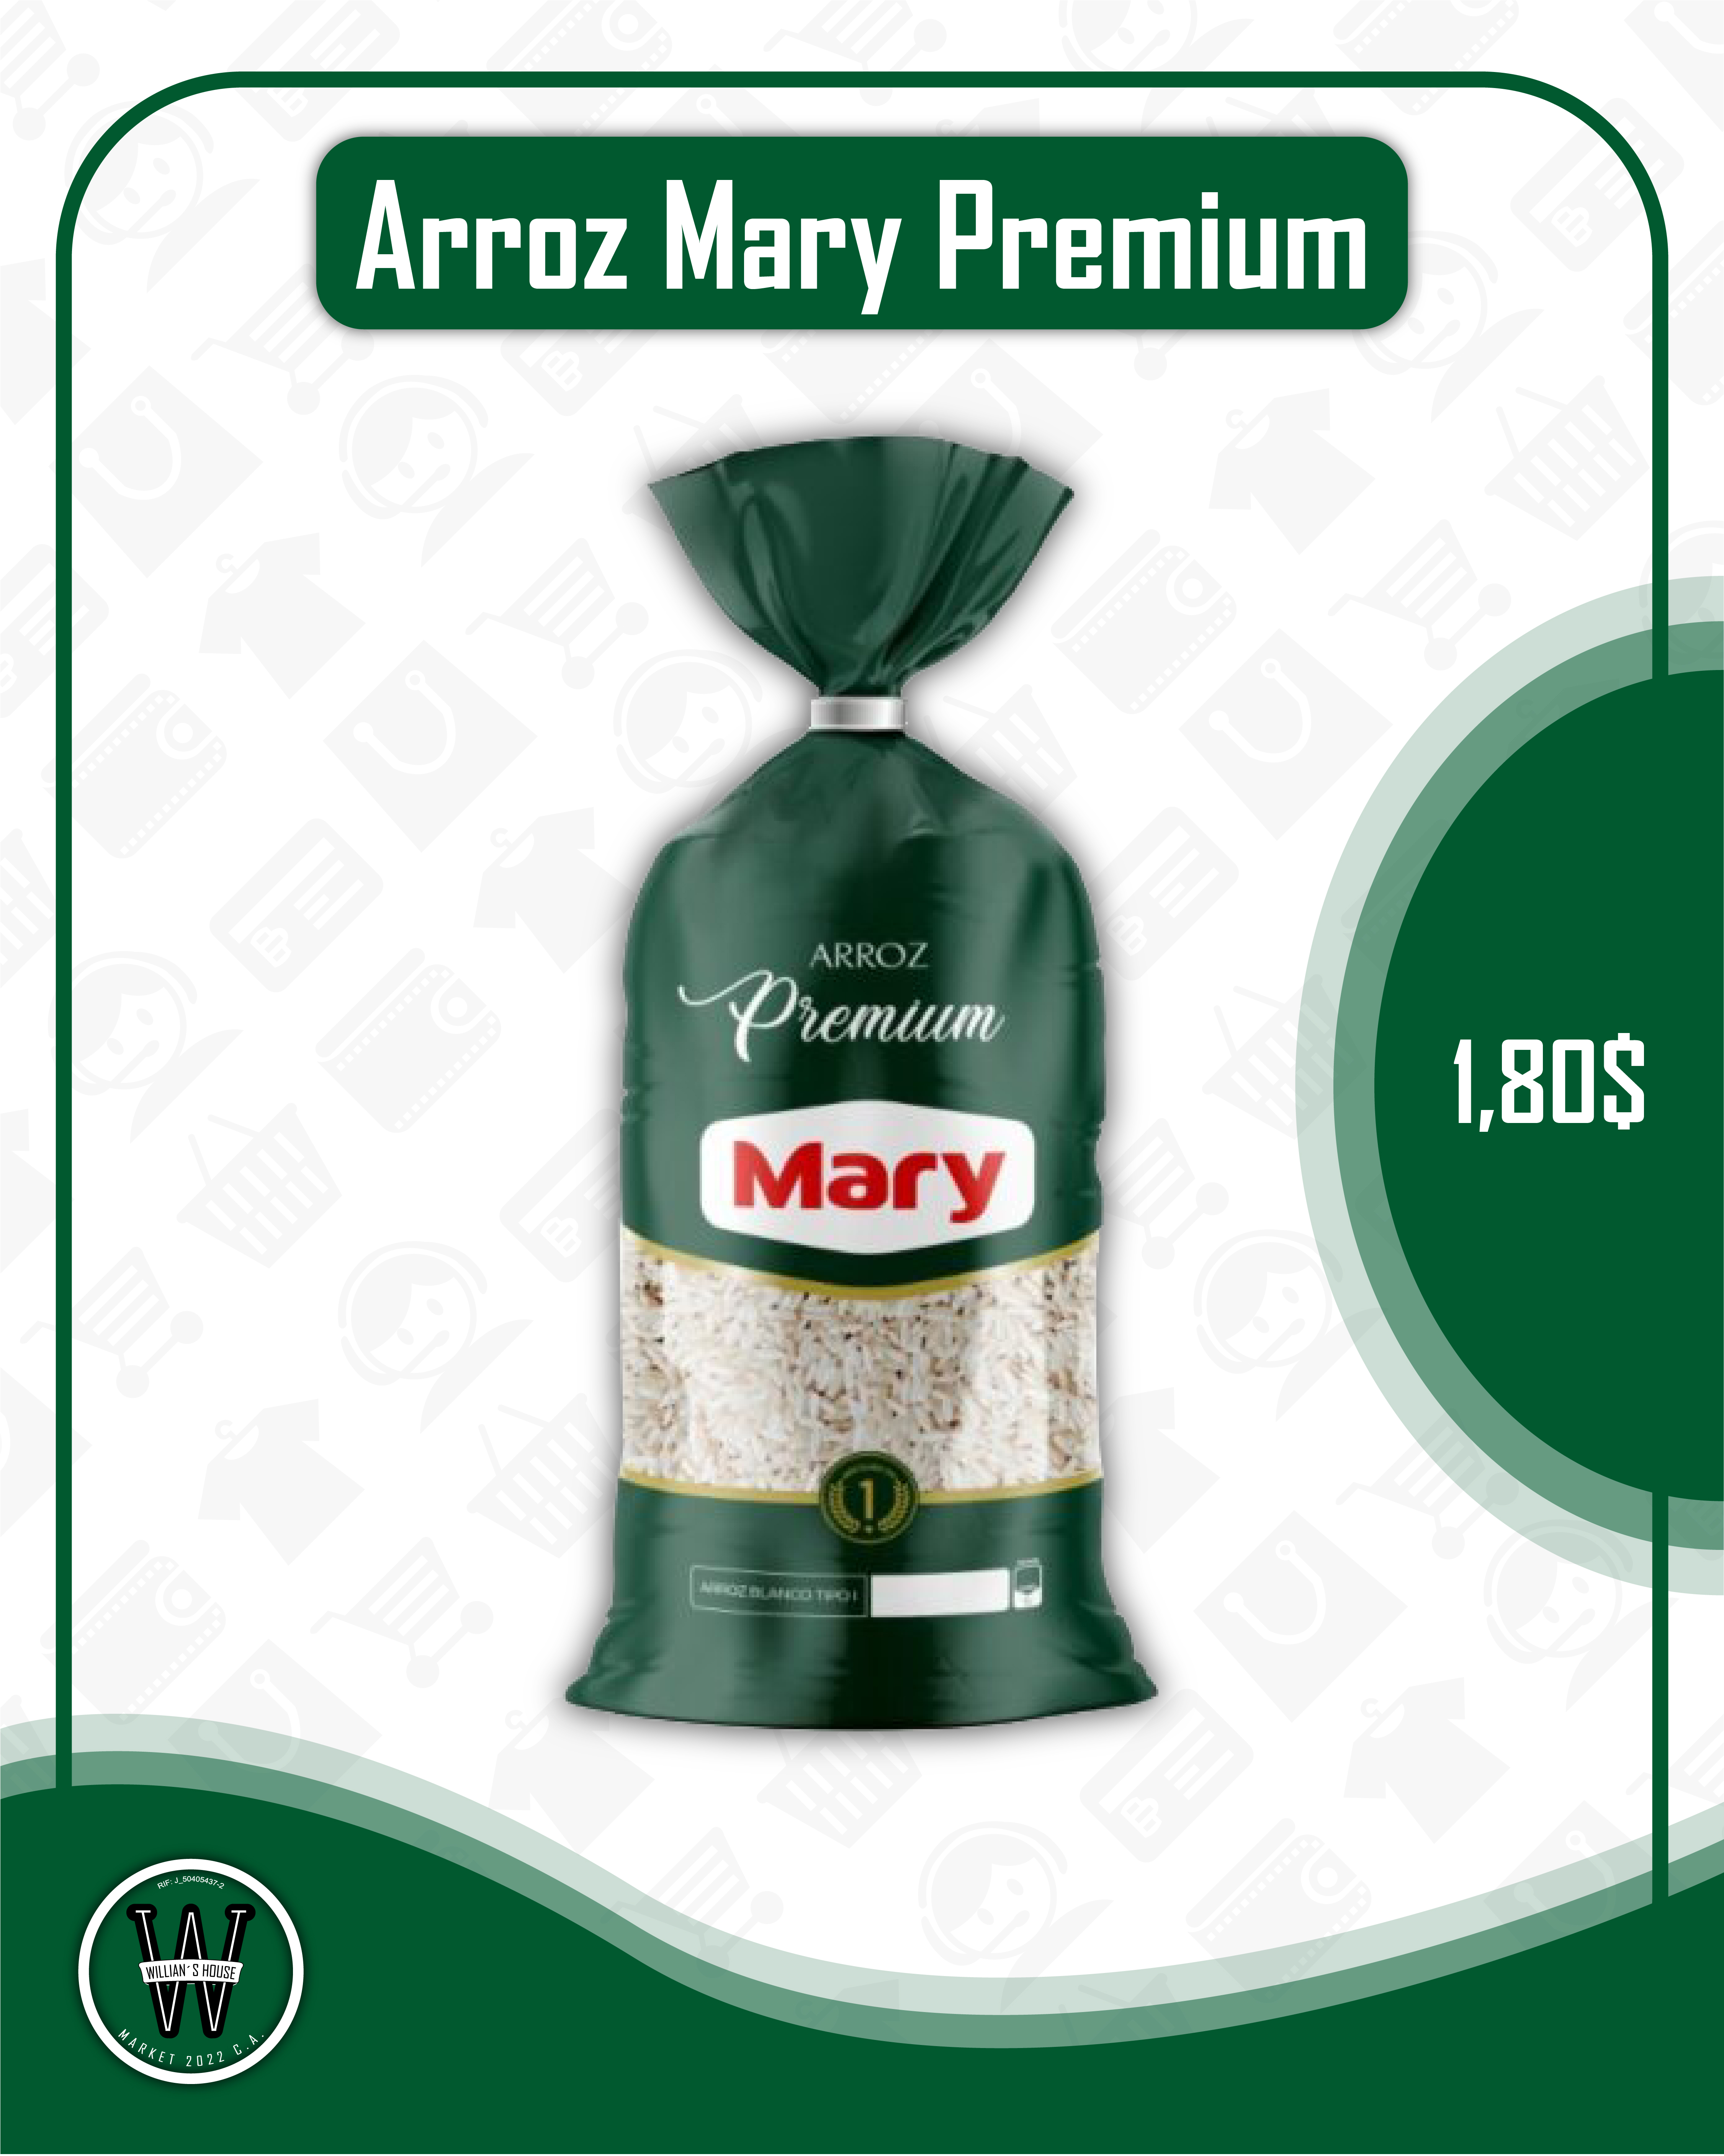 Arroz Mary Premium
ARROZ
Premium
Mary
1,80$
1
ARROZ BLANCO TIPO I
RIF: J_50405437-2
W
WILLIAN´S HOUSE
MARKET 2022 C.A.